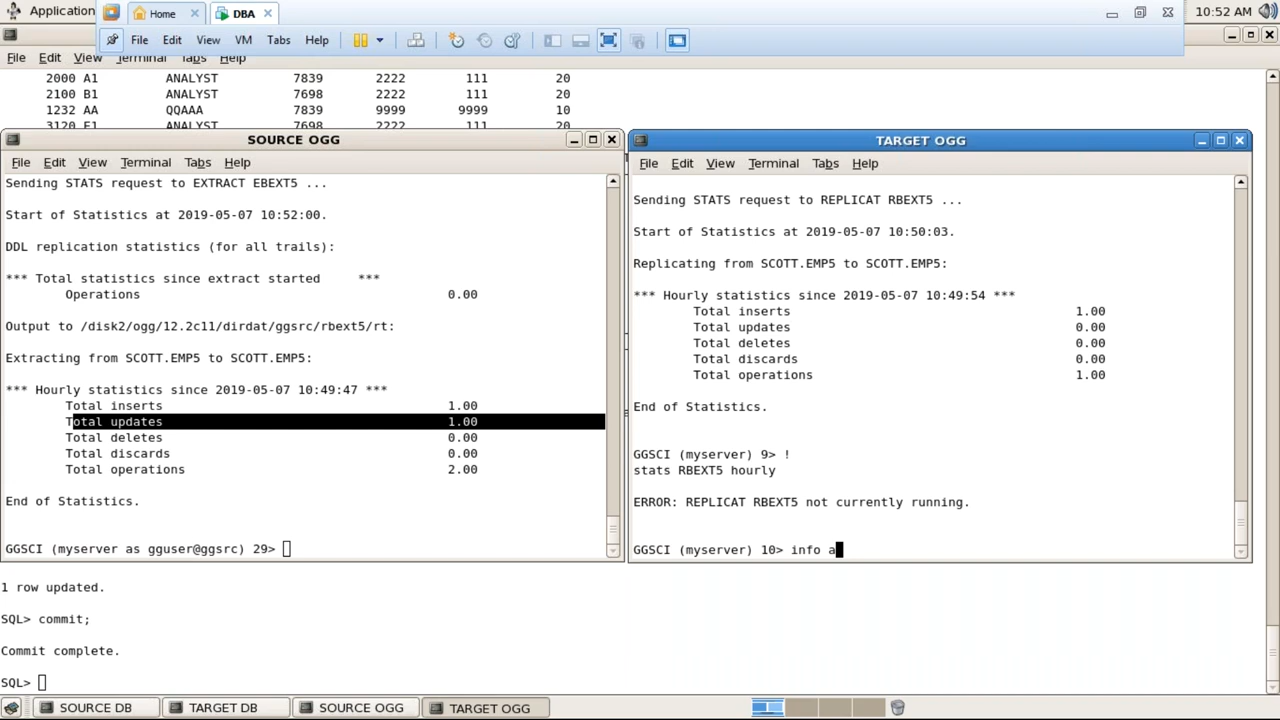 Application
Home
DBA
10:52 AM
File Edit View VM Tabs Help
File Edit View Terminal Tabs Help
2000 A1 ANALYST 7839 2222 111 20
2100 B1 ANALYST 7698 2222 111 20
1232 AA QQAAA 7839 9999 9999 10
3120 F1 ANALYST 7698 2222 111 20
SOURCE OGG
File Edit View Terminal Tabs Help
Sending STATS request to EXTRACT EBEXT5 ...
Start of Statistics at 2019-05-07 10:52:00.
DDL replication statistics (for all trails):
*** Total statistics since extract started     ***
Operations 0.00
Output to /disk2/ogg/12.2c11/dirdat/ggsrc/rbext5/rt:
Extracting from SCOTT.EMP5 to SCOTT.EMP5:
*** Hourly statistics since 2019-05-07 10:49:47 ***
Total inserts 1.00
Total updates 1.00
Total deletes 0.00
Total discards 0.00
Total operations 2.00
End of Statistics.
GGSCI (myserver as gguser@ggsrc) 29>
TARGET OGG
File Edit View Terminal Tabs Help
Sending STATS request to REPLICAT RBEXT5 ...
Start of Statistics at 2019-05-07 10:50:03.
Replicating from SCOTT.EMP5 to SCOTT.EMP5:
*** Hourly statistics since 2019-05-07 10:49:54 ***
Total inserts 1.00
Total updates 0.00
Total deletes 0.00
Total discards 0.00
Total operations 1.00
End of Statistics.
GGSCI (myserver) 9> !
stats RBEXT5 hourly
ERROR: REPLICAT RBEXT5 not currently running.
GGSCI (myserver) 10> info a
1 row updated.
SQL> commit;
Commit complete.
SQL>
SOURCE DB
TARGET DB
SOURCE OGG
TARGET OGG